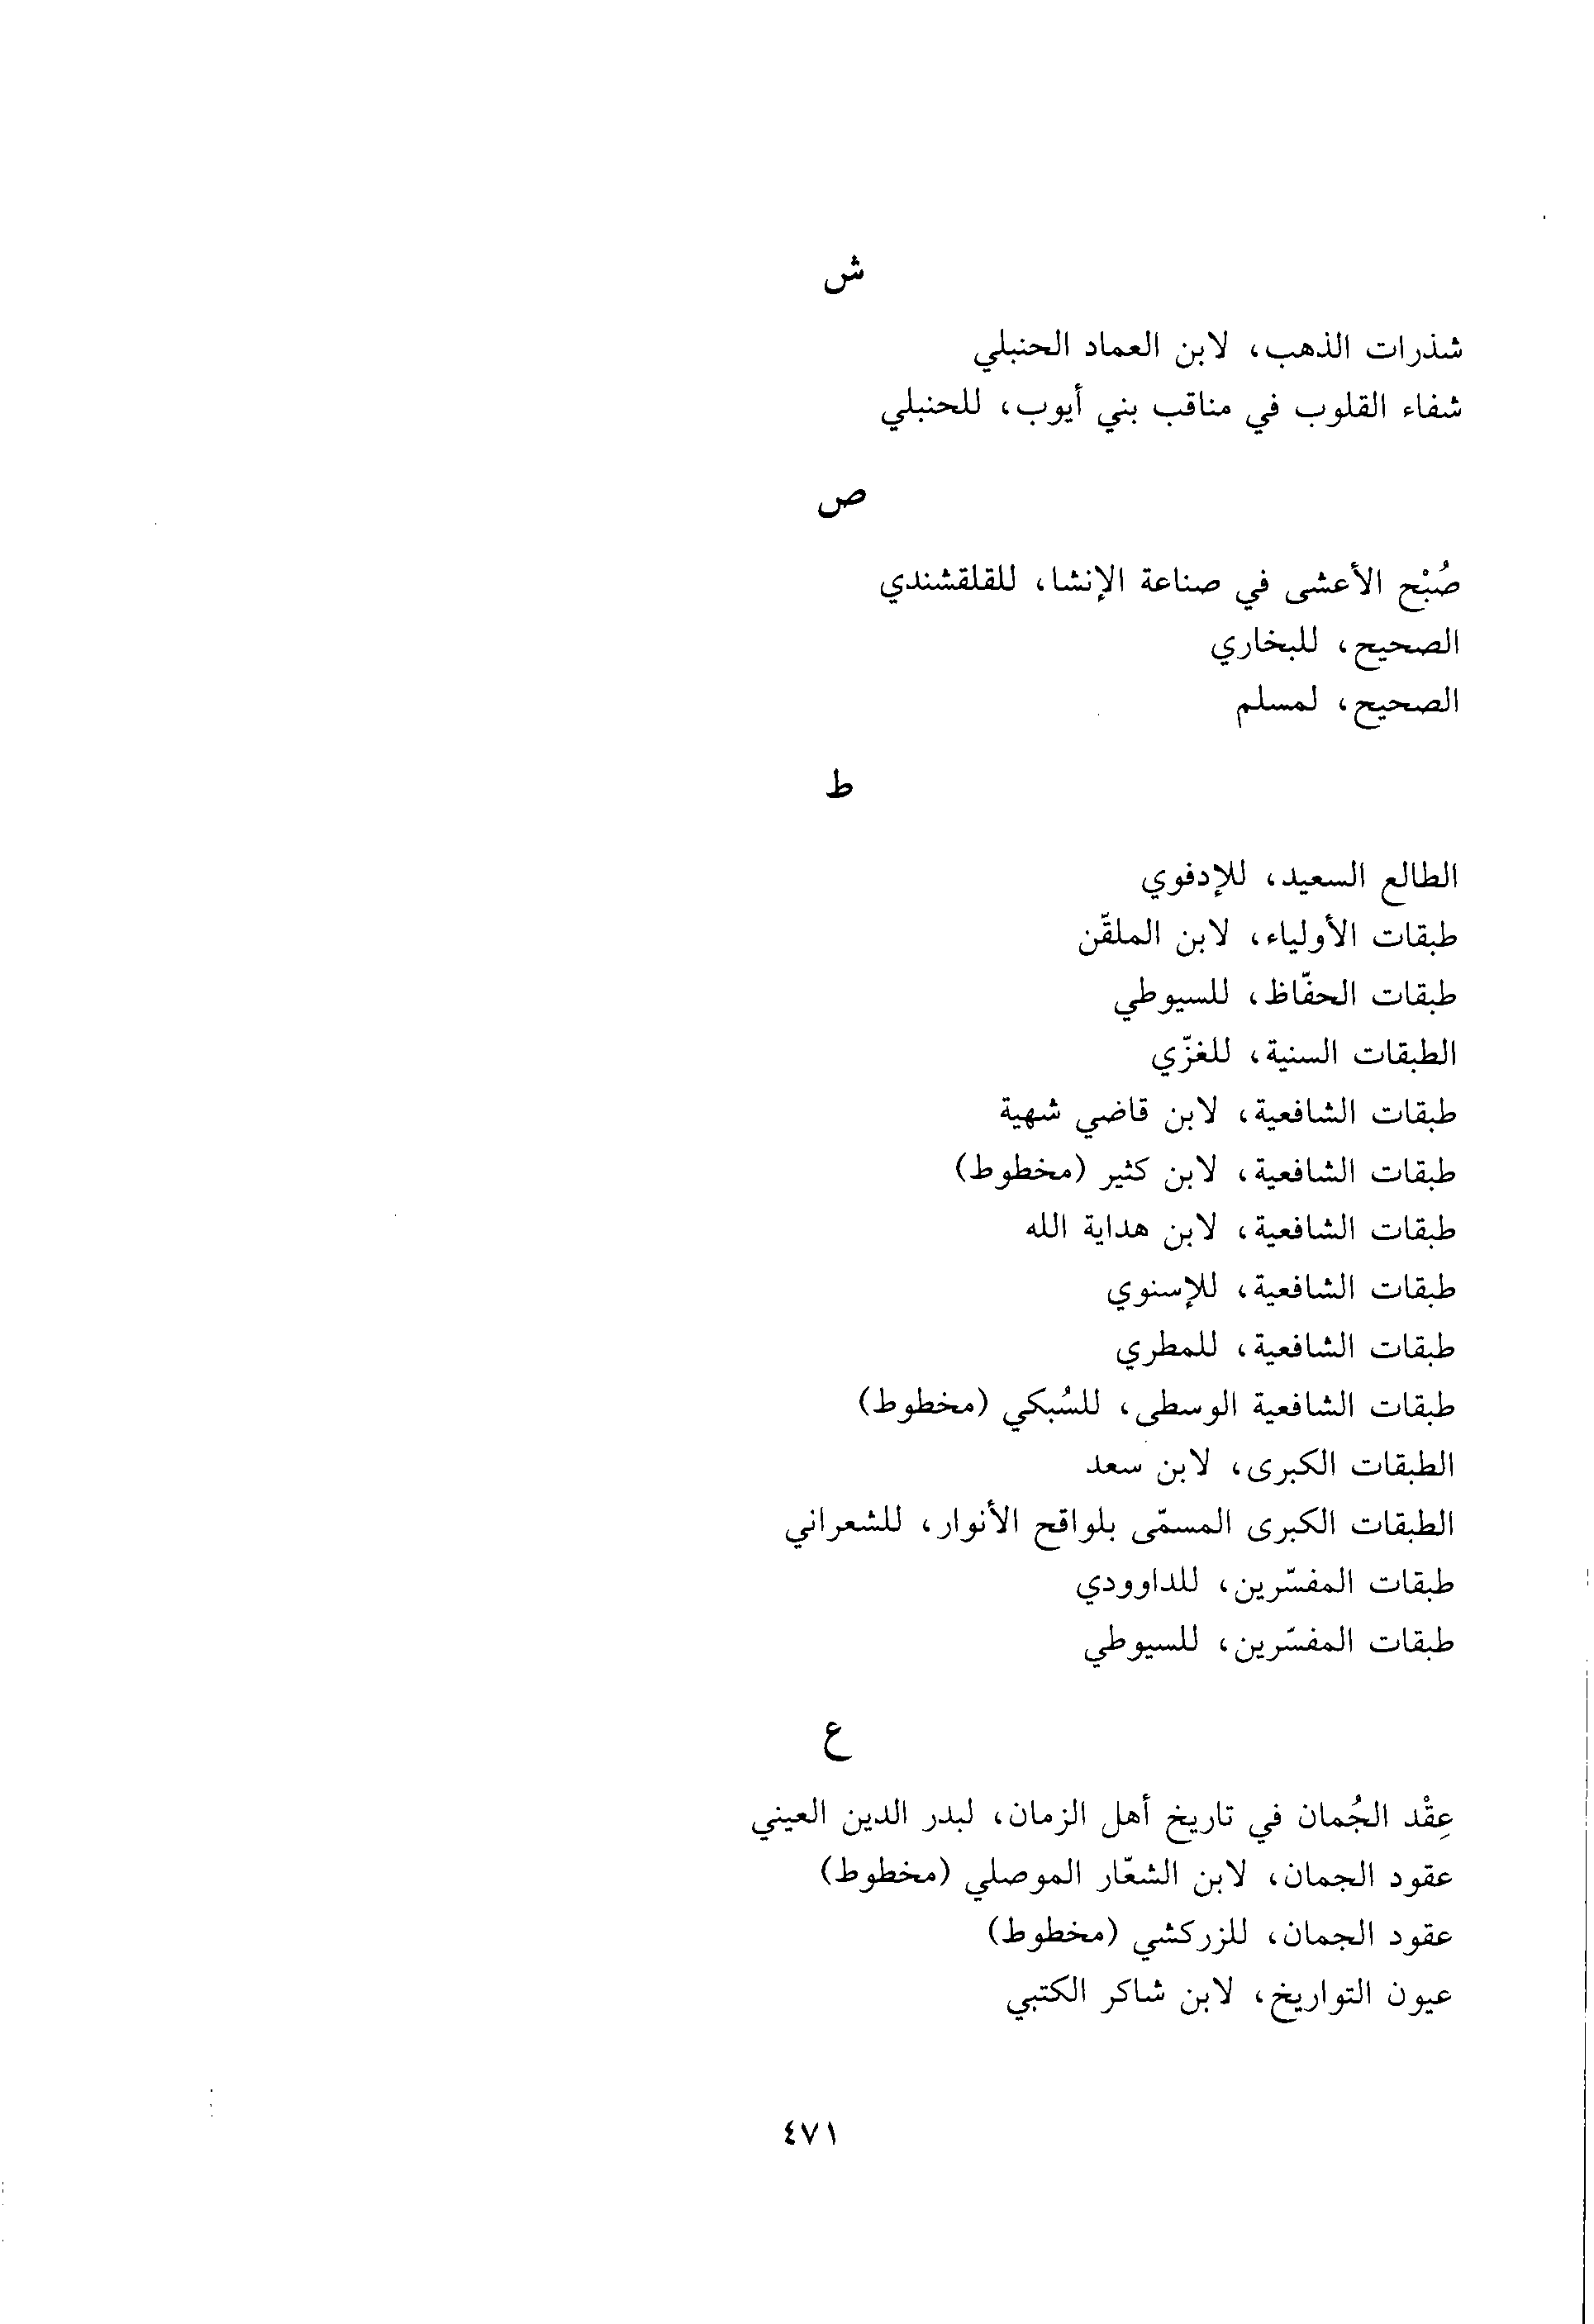 ش
شذرات الذهب، لابن العماد الحنبلي
شفاء القلوب في مناقب بني أيوب، للحنبلي
ص
صُبْح الأعشى في صناعة الإنشا، للقلقشندي
الصحيح، للبخاري
الصحيح، لمسلم
ط
الطالع السعيد، للإدفوي
طبقات الأولياء، لابن الملقّن
طبقات الحفّاظ، للسيوطي
الطبقات السنية، للغزّي
طبقات الشافعية، لابن قاضي شهبة
طبقات الشافعية، لابن كثير (مخطوط)
طبقات الشافعية، لابن هداية الله
طبقات الشافعية، للإسنوي
طبقات الشافعية، للمطري
طبقات الشافعية الوسطى، للسُبكي (مخطوط)
الطبقات الكبرى، لابن سعد
الطبقات الكبرى المسمّى بلواقح الأنوار، للشعراني
طبقات المفسّرين، للداوودي
طبقات المفسّرين، للسيوطي
ع
عِقْد الجُمان في تاريخ أهل الزمان، لبدر الدين العيني
عقود الجمان، لابن الشعّار الموصلي (مخطوط)
عقود الجمان، للزركشي (مخطوط)
عيون التواريخ، لابن شاكر الكتبي
٤٧١